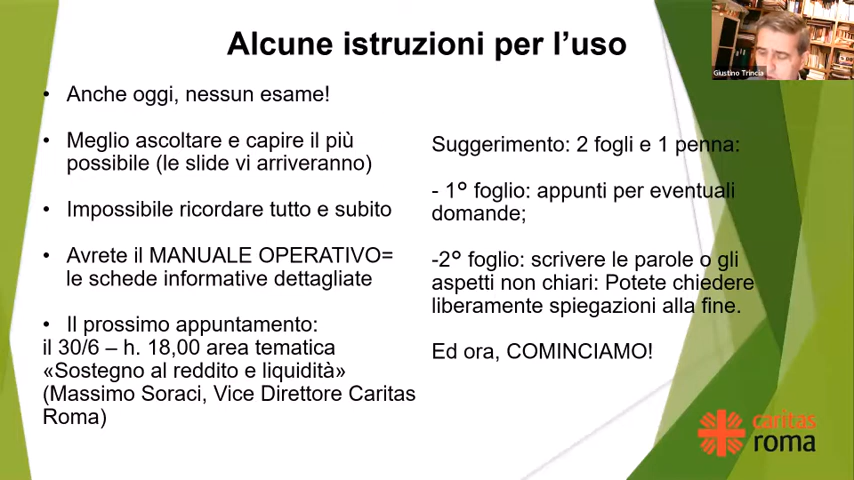 Alcune istruzioni per l’uso
Giustino Trincia
• Anche oggi, nessun esame!
• Meglio ascoltare e capire il più
possibile (le slide vi arriveranno)
• Impossibile ricordare tutto e subito
• Avrete il MANUALE OPERATIVO=
le schede informative dettagliate
• Il prossimo appuntamento:
il 30/6 – h. 18,00 area tematica
«Sostegno al reddito e liquidità»
(Massimo Soraci, Vice Direttore Caritas
Roma)
Suggerimento: 2 fogli e 1 penna:
- 1° foglio: appunti per eventuali
domande;
-2° foglio: scrivere le parole o gli
aspetti non chiari: Potete chiedere
liberamente spiegazioni alla fine.
Ed ora, COMINCIAMO!
caritas
roma